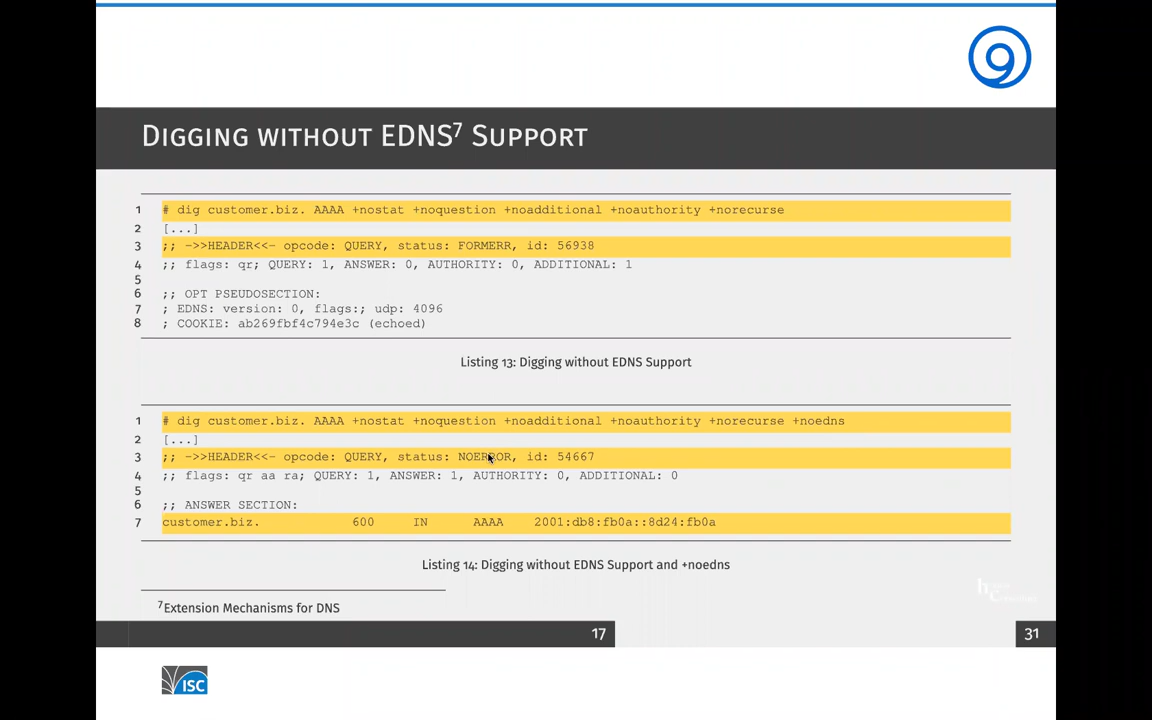 9
DIGGING WITHOUT EDNS7 SUPPORT
1 # dig customer.biz. AAAA +nostat +noquestion +noadditional +noauthority +norecurse
2 [...]
3 ;; ->>HEADER<<- opcode: QUERY, status: FORMERR, id: 56938
4 ;; flags: qr; QUERY: 1, ANSWER: 0, AUTHORITY: 0, ADDITIONAL: 1
5
6 ;; OPT PSEUDOSECTION:
7 ; EDNS: version: 0, flags:; udp: 4096
8 ; COOKIE: ab269fbf4c794e3c (echoed)
Listing 13: Digging without EDNS Support
1 # dig customer.biz. AAAA +nostat +noquestion +noadditional +noauthority +norecurse +noedns
2 [...]
3 ;; ->>HEADER<<- opcode: QUERY, status: NOERROR, id: 54667
4 ;; flags: qr aa ra; QUERY: 1, ANSWER: 1, AUTHORITY: 0, ADDITIONAL: 0
5
6 ;; ANSWER SECTION:
7 customer.biz. 600 IN AAAA 2001:db8:fb0a::8d24:fb0a
Listing 14: Digging without EDNS Support and +noedns
7Extension Mechanisms for DNS
17
31
ISC